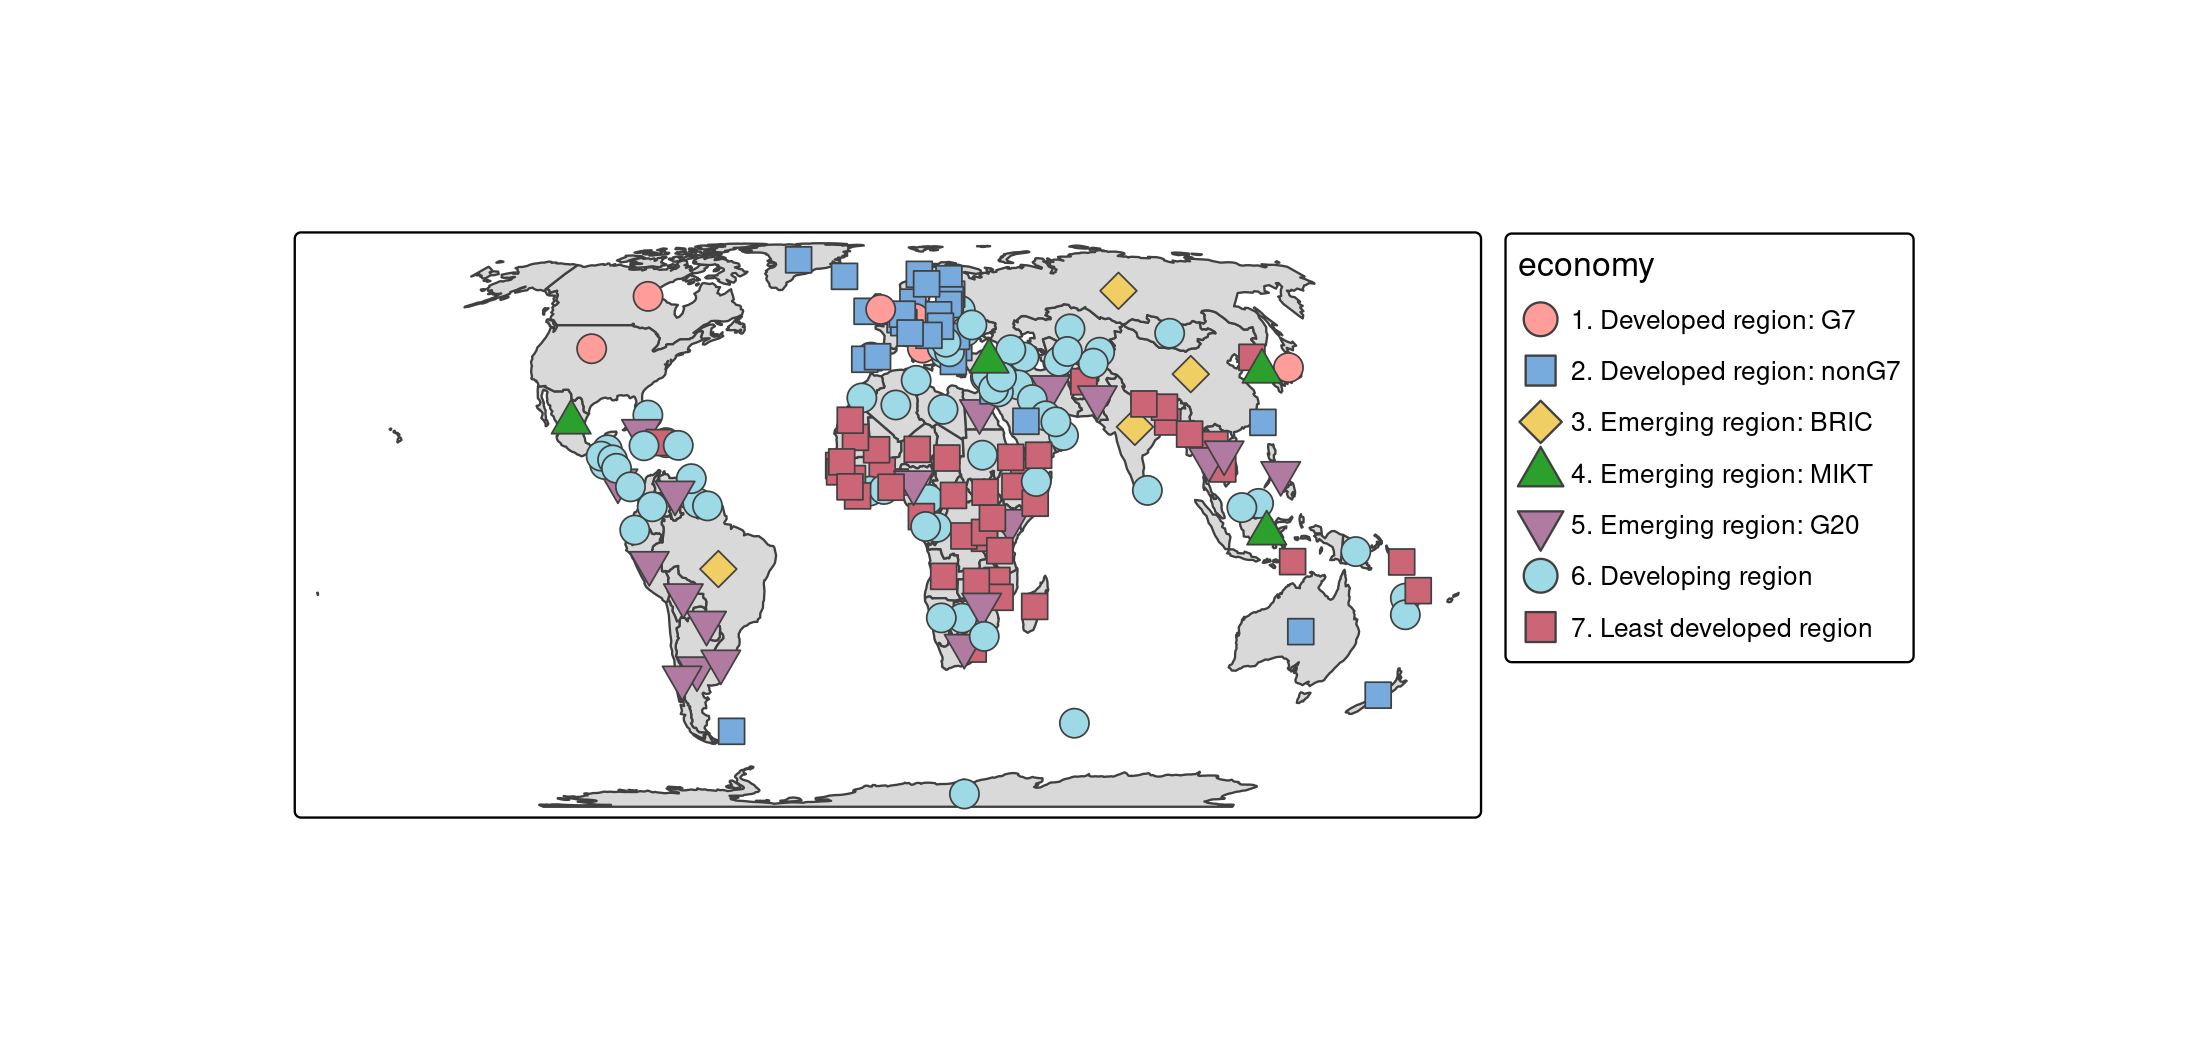 economy
1. Developed region: G7
2. Developed region: nonG7
3. Emerging region: BRIC
4. Emerging region: MIKT
5. Emerging region: G20
6. Developing region
7. Least developed region